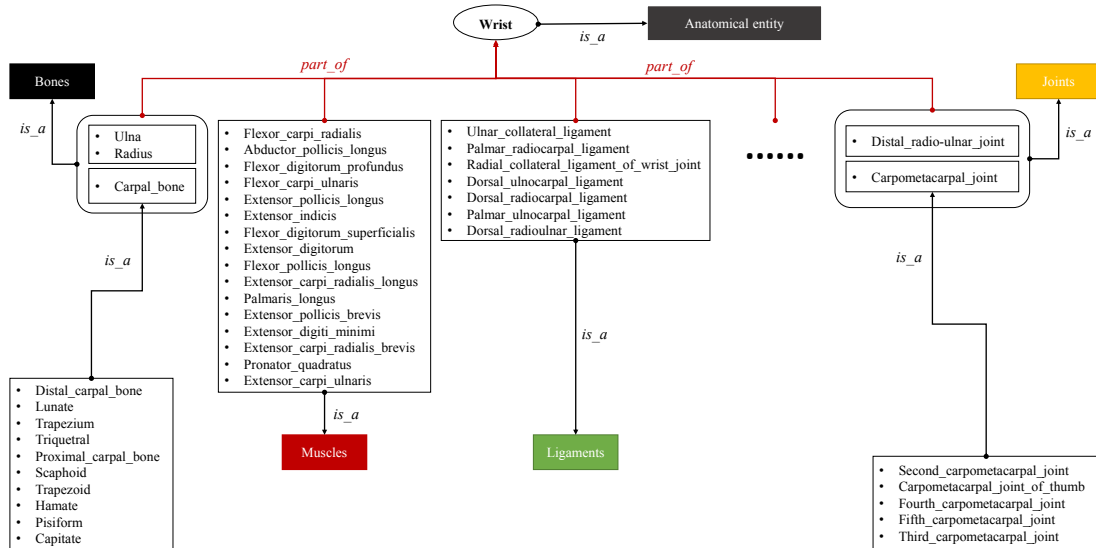 Wrist
is_a
Anatomical entity
part_of
part_of
Bones
Joints
is_a
is_a
• Ulna
• Radius
• Carpal_bone
• Flexor_carpi_radialis
• Abductor_pollicis_longus
• Flexor_digitorum_profundus
• Flexor_carpi_ulnaris
• Extensor_pollicis_longus
• Extensor_indicis
• Flexor_digitorum_superficialis
• Extensor_digitorum
• Flexor_pollicis_longus
• Extensor_carpi_radialis_longus
• Palmaris_longus
• Extensor_pollicis_brevis
• Extensor_digiti_minimi
• Extensor_carpi_radialis_brevis
• Pronator_quadratus
• Extensor_carpi_ulnaris
• Ulnar_collateral_ligament
• Palmar_radiocarpal_ligament
• Radial_collateral_ligament_of_wrist_joint
• Dorsal_ulnocarpal_ligament
• Dorsal_radiocarpal_ligament
• Palmar_ulnocarpal_ligament
• Dorsal_radioulnar_ligament
......
• Distal_radio-ulnar_joint
• Carpometacarpal_joint
is_a
is_a
is_a
is_a
• Distal_carpal_bone
• Lunate
• Trapezium
• Triquetral
• Proximal_carpal_bone
• Scaphoid
• Trapezoid
• Hamate
• Pisiform
• Capitate
Muscles
Ligaments
• Second_carpometacarpal_joint
• Carpometacarpal_joint_of_thumb
• Fourth_carpometacarpal_joint
• Fifth_carpometacarpal_joint
• Third_carpometacarpal_joint